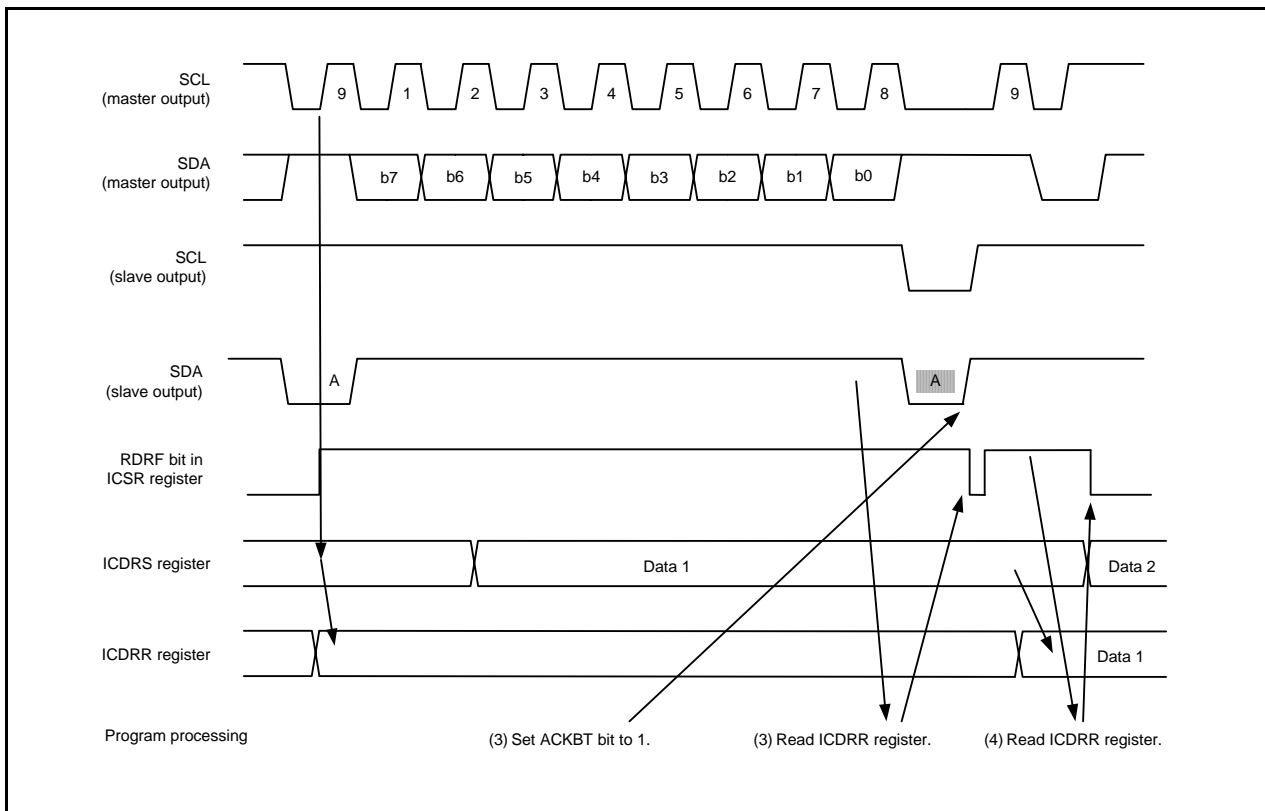 SCL
(master output)
9 1 2 3 4 5 6 7 8 9
SDA
(master output)
b7 b6 b5 b4 b3 b2 b1 b0
SCL
(slave output)
SDA
(slave output)
A A
RDRF bit in
ICSR register
ICDRS register
Data 1 Data 2
ICDRR register
Data 1
Program processing
(3) Set ACKBT bit to 1. (3) Read ICDRR register. (4) Read ICDRR register.